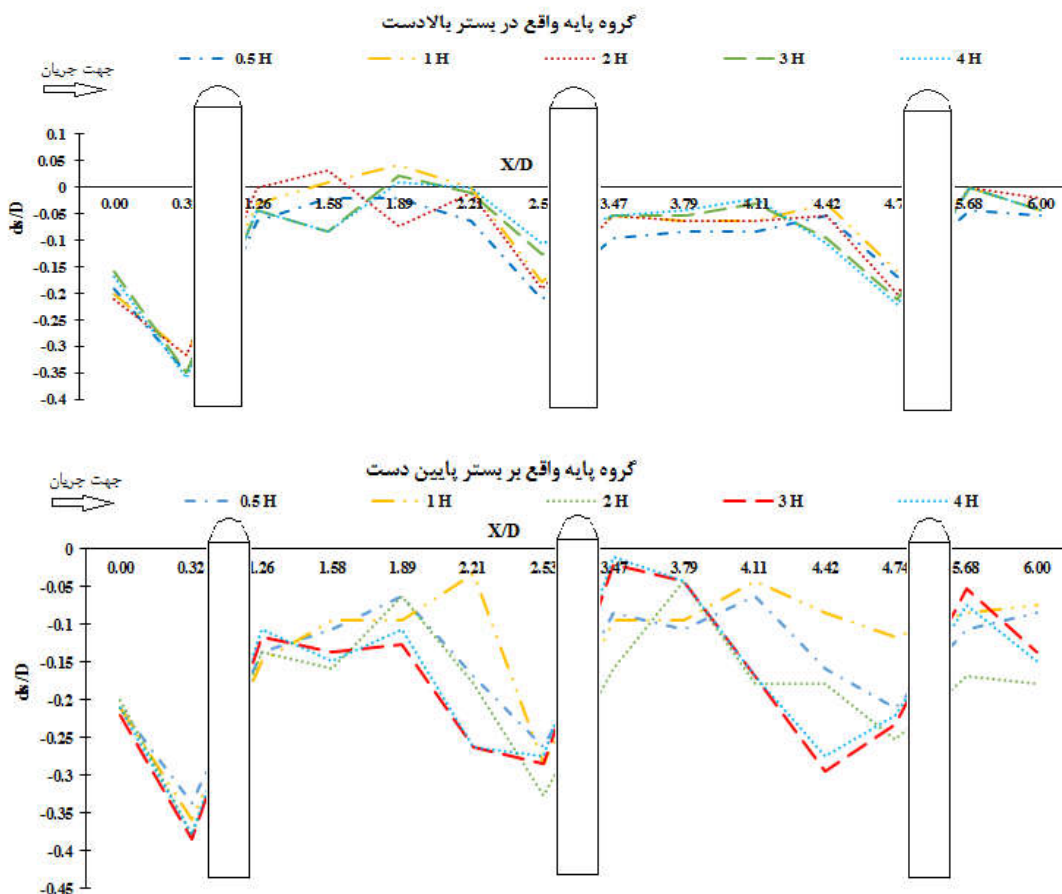 گروه پایه واقع در بستر بالادست
جهت جریان
0.5 H 1 H 2 H 3 H 4 H
X/D
ds/D
0.1
0.05
0
-0.05
-0.1
-0.15
-0.2
-0.25
-0.3
-0.35
-0.4
0.00 0.3 1.26 1.58 1.89 2.21 2.5 3.47 3.79 4.11 4.42 4.7 5.68 6.00
گروه پایه واقع بر بستر پایین دست
جهت جریان
0.5 H 1 H 2 H 3 H 4 H
X/D
ds/D
0
-0.05
-0.1
-0.15
-0.2
-0.25
-0.3
-0.35
-0.4
-0.45
0.00 0.32 1.26 1.58 1.89 2.21 2.53 3.47 3.79 4.11 4.42 4.74 5.68 6.00